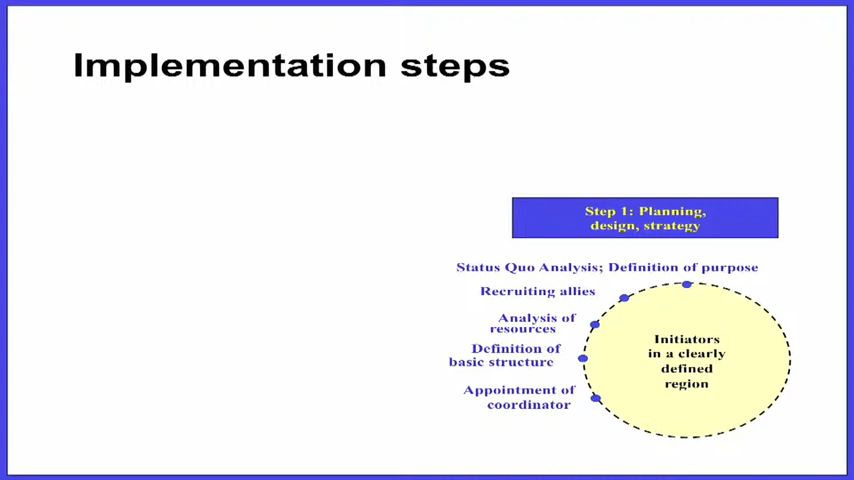 Implementation steps
Step 1: Planning,
design, strategy
Status Quo Analysis; Definition of purpose
Recruiting allies
Analysis of
resources
Definition of
basic structure
Appointment of
coordinator
Initiators
in a clearly
defined
region